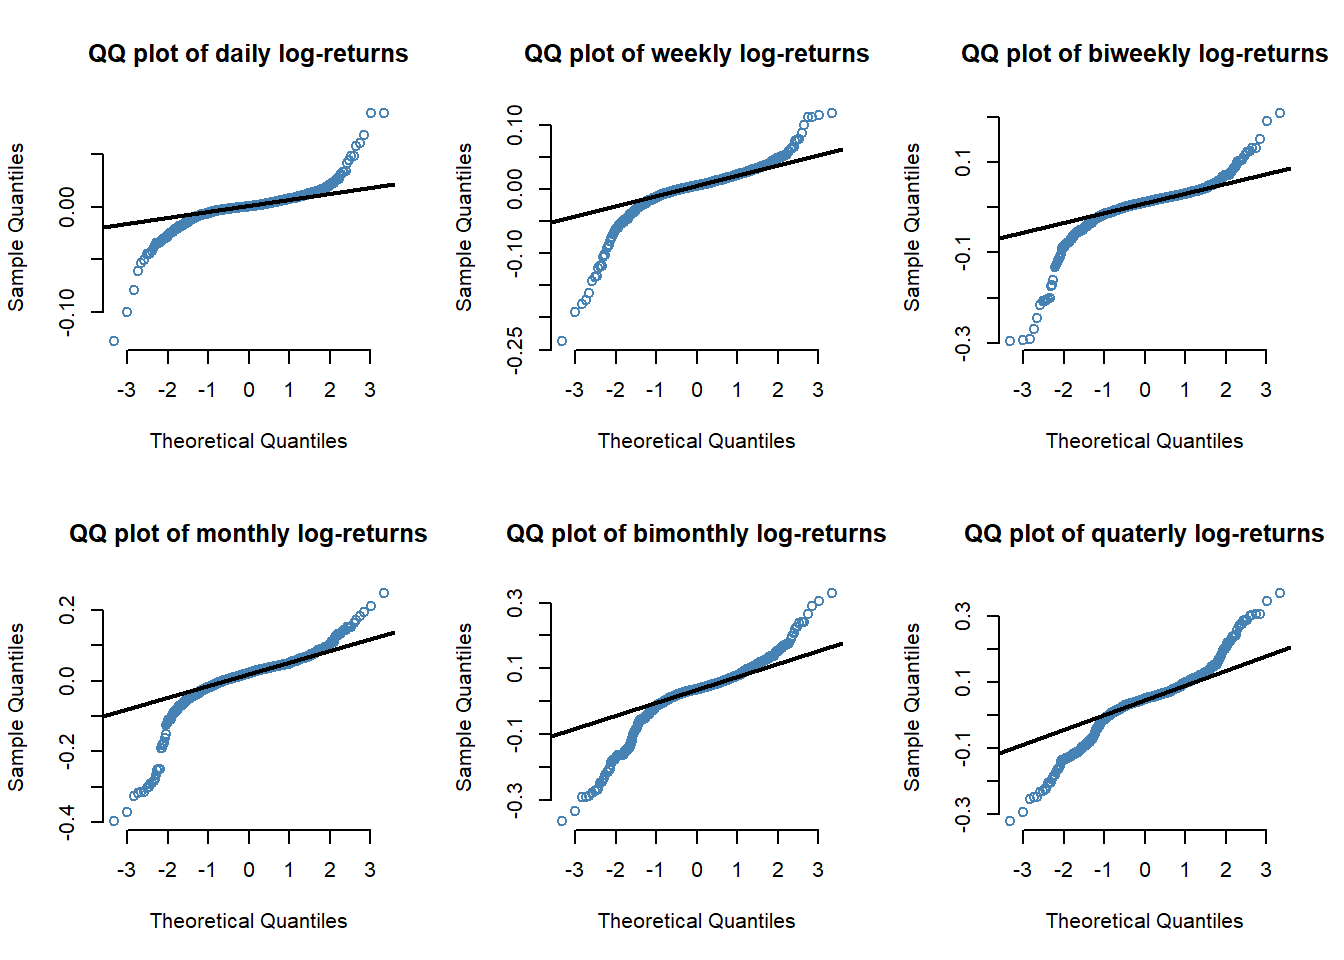 QQ plot of daily log-returns
Sample Quantiles
0.00
-0.10
-3 -2 -1 0 1 2 3
Theoretical Quantiles
QQ plot of weekly log-returns
Sample Quantiles
0.10
0.00
-0.10
-0.25
-3 -2 -1 0 1 2 3
Theoretical Quantiles
QQ plot of biweekly log-returns
Sample Quantiles
0.1
-0.1
-0.3
-3 -2 -1 0 1 2 3
Theoretical Quantiles
QQ plot of monthly log-returns
Sample Quantiles
0.2
0.0
-0.2
-0.4
-3 -2 -1 0 1 2 3
Theoretical Quantiles
QQ plot of bimonthly log-returns
Sample Quantiles
0.3
0.1
-0.1
-0.3
-3 -2 -1 0 1 2 3
Theoretical Quantiles
QQ plot of quaterly log-returns
Sample Quantiles
0.3
0.1
-0.1
-0.3
-3 -2 -1 0 1 2 3
Theoretical Quantiles